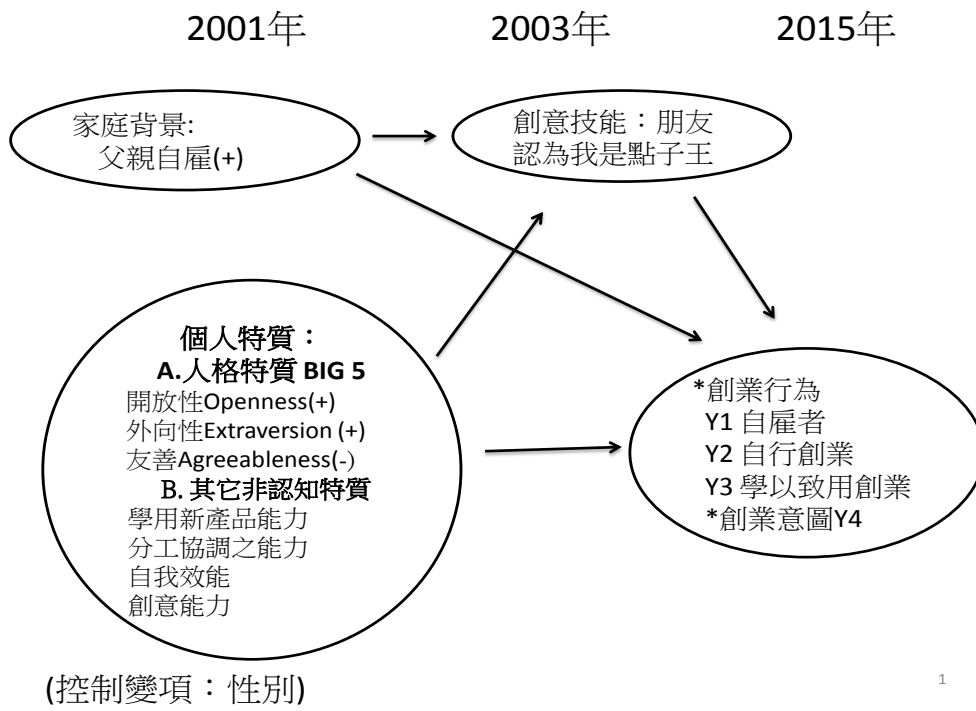 2001年
2003年
2015年
家庭背景:
父親自雇(+)
創意技能：朋友
認為我是點子王
個人特質：
A.人格特質 BIG 5
開放性Openness(+)
外向性Extraversion (+)
友善Agreeableness(-)
B. 其它非認知特質
學用新產品能力
分工協調之能力
自我效能
創意能力
*創業行為
Y1 自雇者
Y2 自行創業
Y3 學以致用創業
*創業意圖Y4
(控制變項：性別)
1